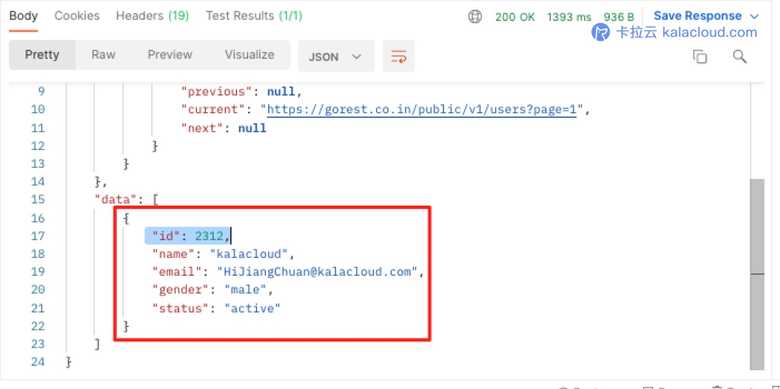 Body Cookies Headers (19) Test Results (1/1) 200 OK 1393 ms 936 B Save Response
卡拉云 kalacloud.com
Pretty Raw Preview Visualize JSON
9 "previous": null,
10 "current": "https://gorest.co.in/public/v1/users?page=1",
11 "next": null
12 }
13 }
14 },
15 "data": [
16 {
17 "id": 2312,
18 "name": "kalacloud",
19 "email": "HiJiangChuan@kalacloud.com",
20 "gender": "male",
21 "status": "active"
22 }
23 ]
24 }